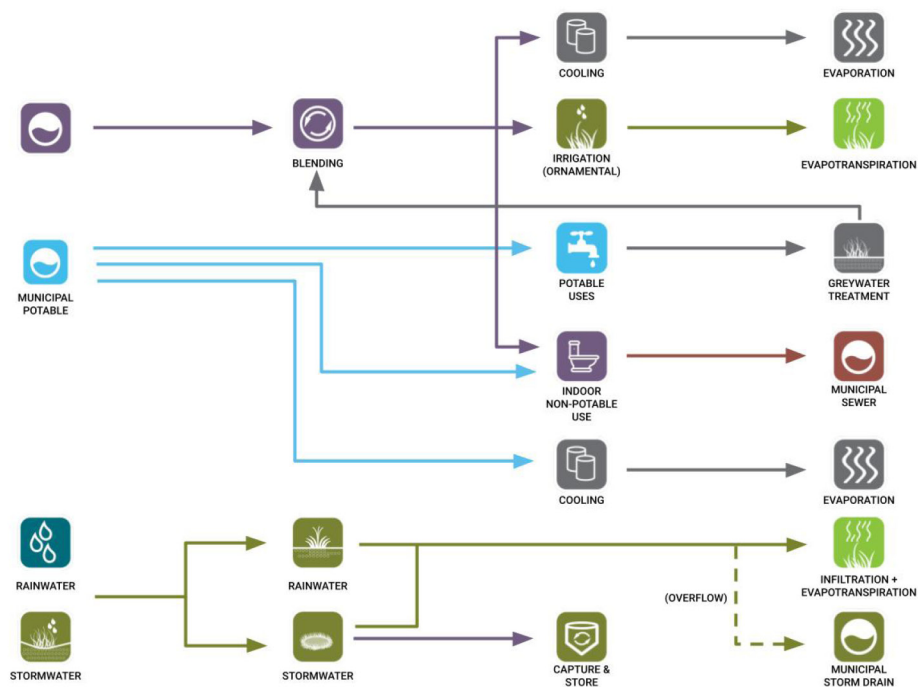 COOLING
EVAPORATION
BLENDING
IRRIGATION
(ORNAMENTAL)
EVAPOTRANSPIRATION
MUNICIPAL
POTABLE
POTABLE
USES
GREYWATER
TREATMENT
INDOOR
NON-POTABLE
USE
MUNICIPAL
SEWER
COOLING
EVAPORATION
RAINWATER
RAINWATER
INFILTRATION +
EVAPOTRANSPIRATION
(OVERFLOW)
STORMWATER
STORMWATER
CAPTURE &
STORE
MUNICIPAL
STORM DRAIN